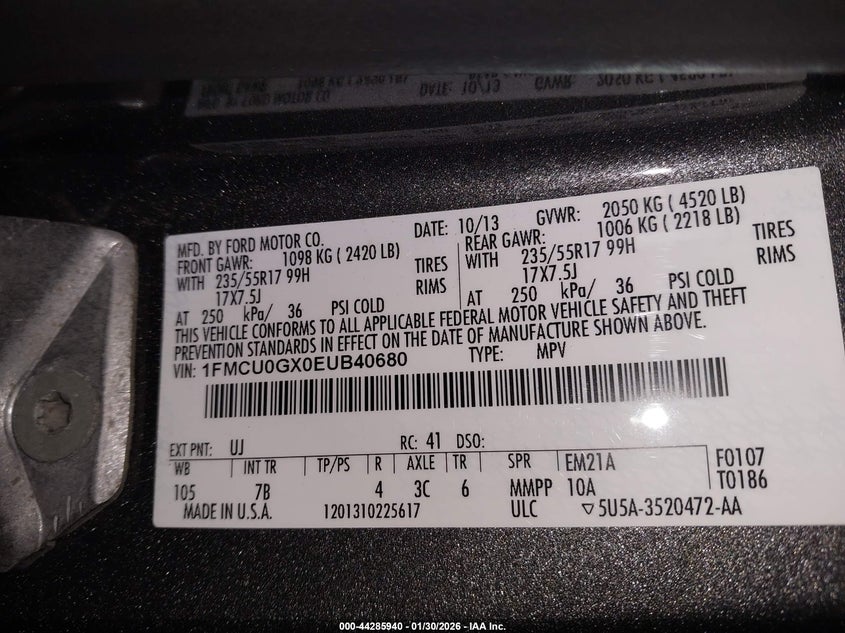 MFD. BY FORD MOTOR CO. DATE: 10/13 GVWR: 2050 KG ( 4520 LB)
FRONT GAWR: 1098 KG ( 2420 LB) REAR GAWR: 1006 KG ( 2218 LB)
WITH 235/55R17 99H TIRES WITH 235/55R17 99H TIRES
17X7.5J RIMS 17X7.5J RIMS
AT 250 kPa/ 36 PSI COLD AT 250 kPa/ 36 PSI COLD
THIS VEHICLE CONFORMS TO ALL APPLICABLE FEDERAL MOTOR VEHICLE SAFETY AND THEFT
PREVENTION STANDARDS IN EFFECT ON THE DATE OF MANUFACTURE SHOWN ABOVE.
VIN: 1FMCU0GX0EUB40680 TYPE: MPV
EXT PNT: UJ RC: 41 DSO:
WB INT TR TP/PS R AXLE TR SPR EM21A F0107
105 7B 4 3C 6 MMPP 10A T0186
MADE IN U.S.A. 1201310225617 ULC ▽5U5A-3520472-AA
000-44285940 - 01/30/2026 - IAA Inc.